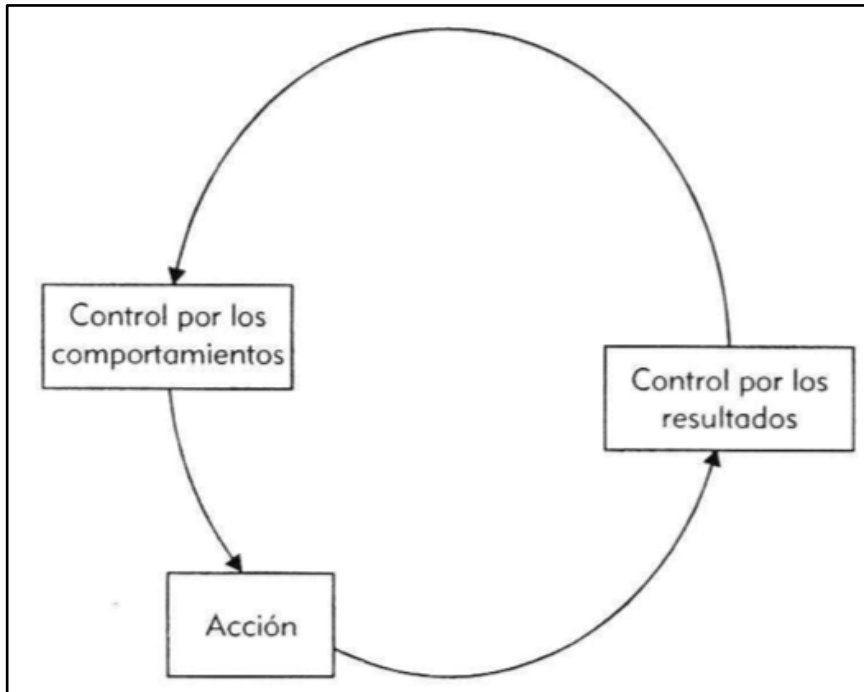 Control por los
comportamientos
Control por los
resultados
Acción